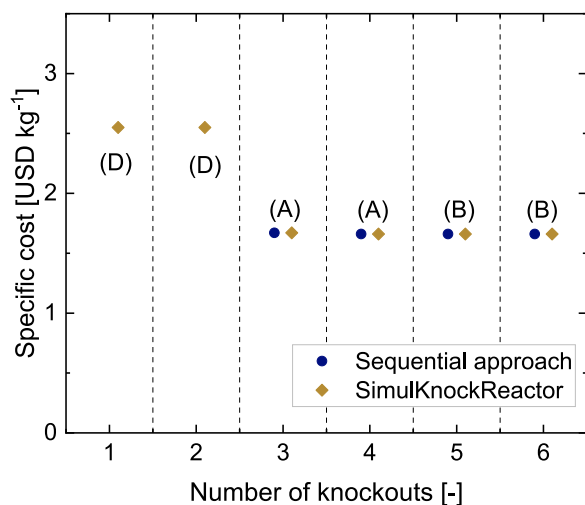 3
2
1
0
Specific cost [USD kg⁻¹]
(D)
(D)
(A)
(A)
(B)
(B)
Sequential approach
SimulKnockReactor
1 2 3 4 5 6
Number of knockouts [-]